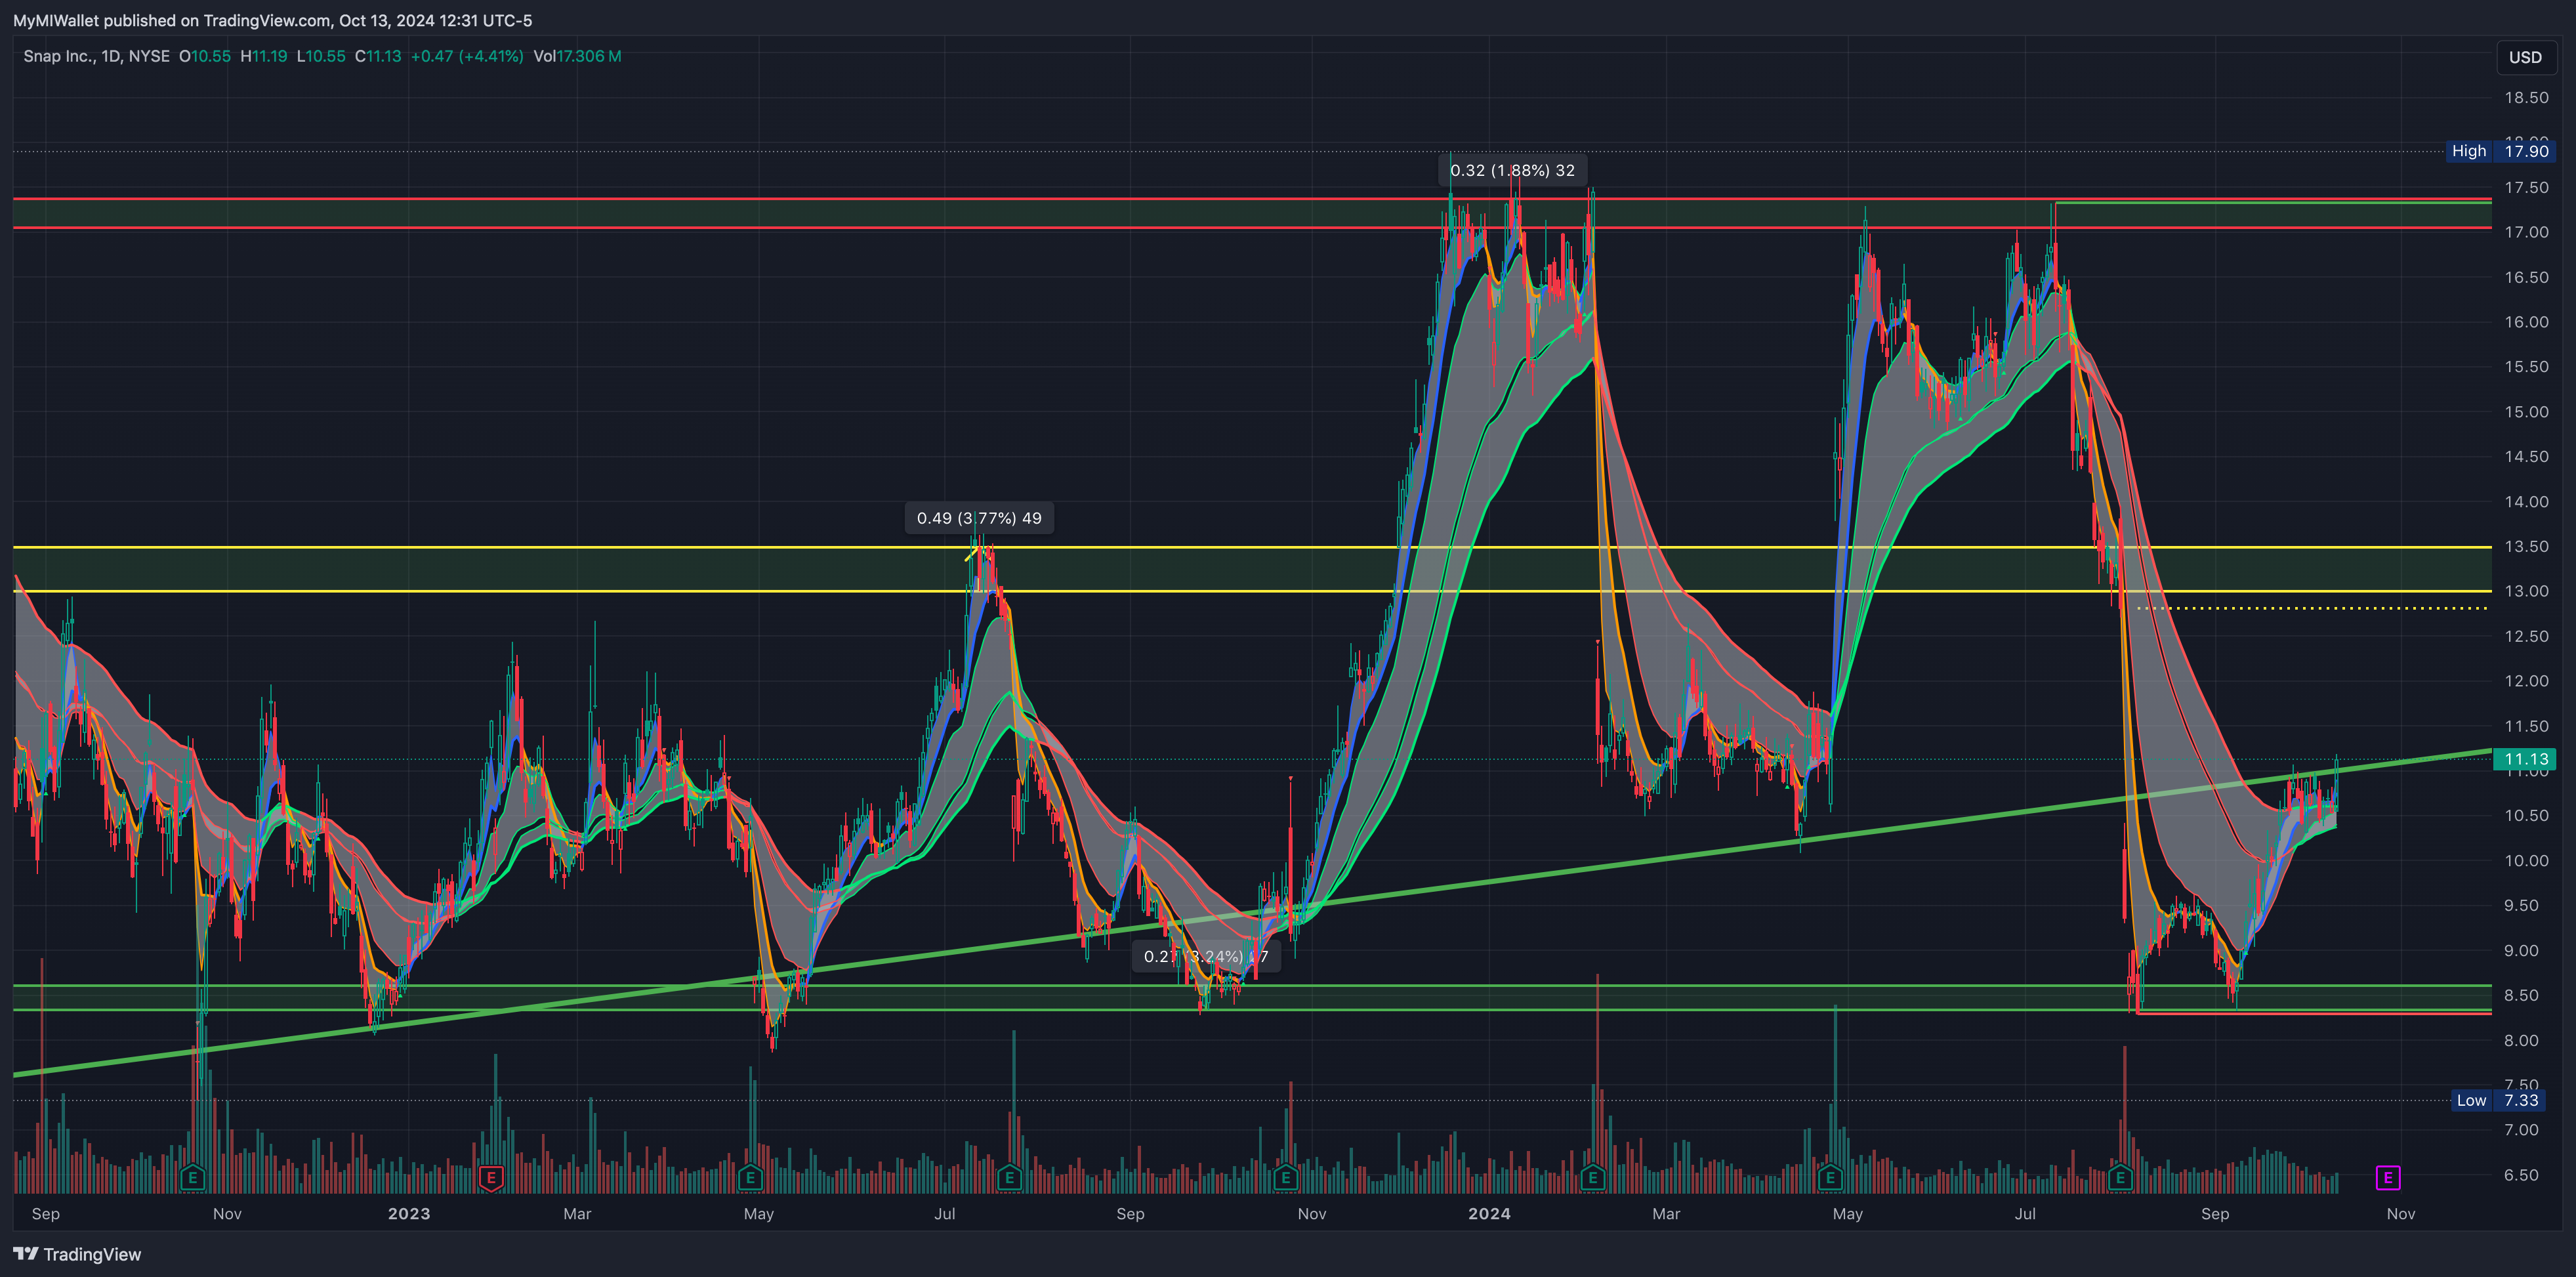 MyMIWallet published on TradingView.com, Oct 13, 2024 12:31 UTC-5
Snap Inc., 1D, NYSE O10.55 H11.19 L10.55 C11.13 +0.47 (+4.41%) Vol17.306 M
USD
18.50
18.00
High 17.90
0.32 (1.88%) 32
17.50
17.00
16.50
16.00
15.50
15.00
14.50
14.00
0.49 (3.77%) 49
13.50
13.00
12.50
12.00
11.50
11.13
11.00
10.50
10.00
9.50
9.00
(3.24%)
8.50
8.00
7.50
Low 7.33
7.00
6.50
E E E E E E E E E
Sep Nov 2023 Mar May Jul Sep Nov 2024 Mar May Jul Sep Nov
TradingView